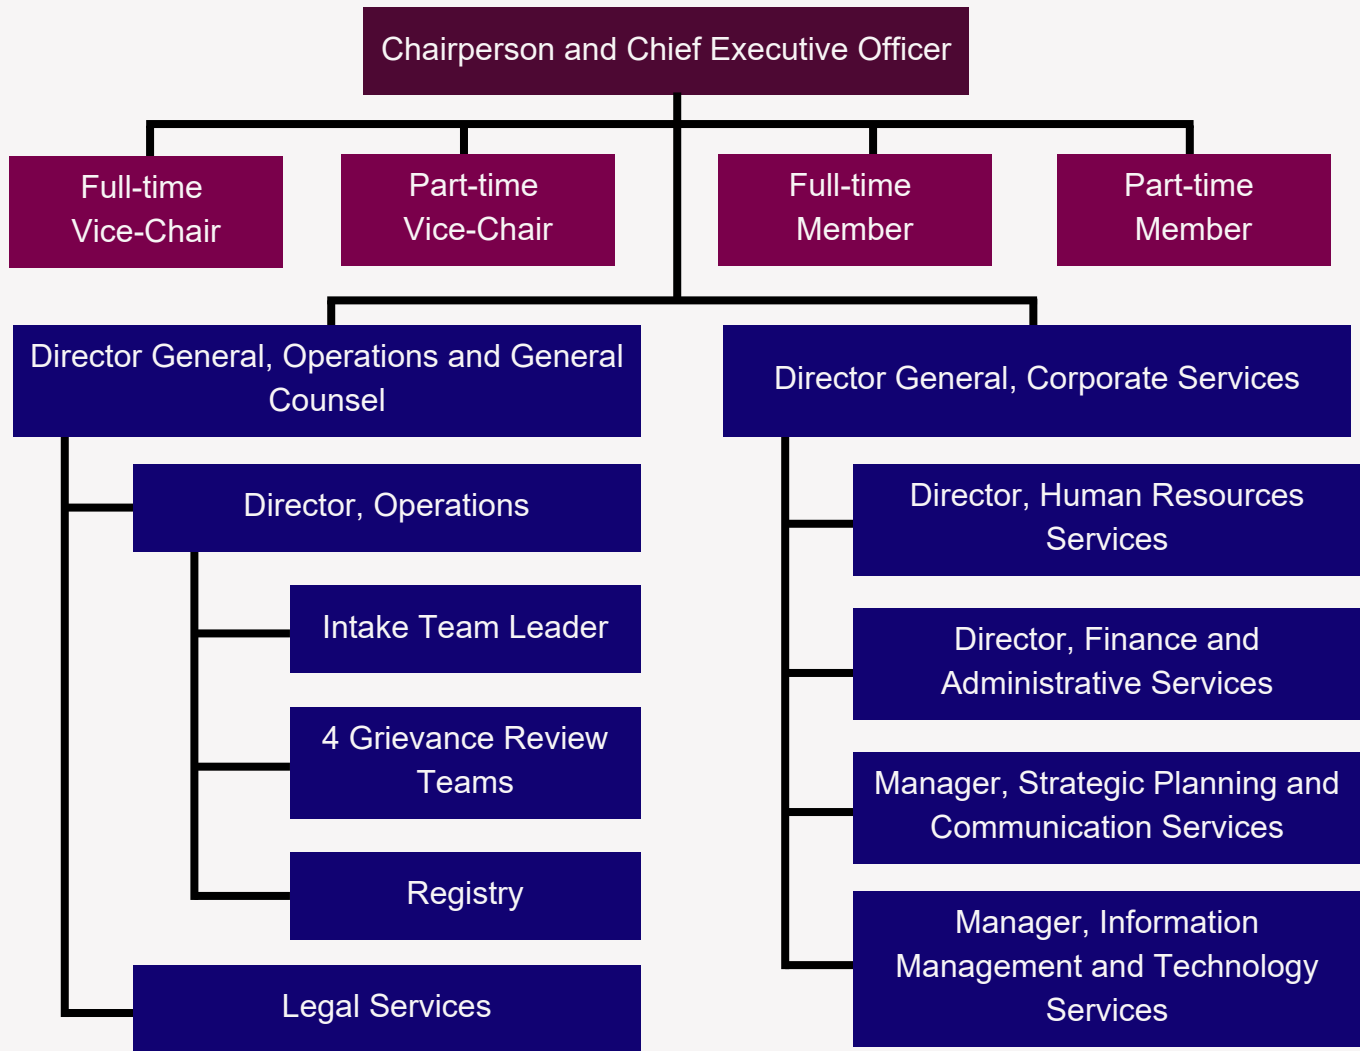 Chairperson and Chief Executive Officer
Full-time
Vice-Chair
Part-time
Vice-Chair
Full-time
Member
Part-time
Member
Director General, Operations and General
Counsel
Director, Operations
Intake Team Leader
4 Grievance Review
Teams
Registry
Legal Services
Director General, Corporate Services
Director, Human Resources
Services
Director, Finance and
Administrative Services
Manager, Strategic Planning and
Communication Services
Manager, Information
Management and Technology
Services